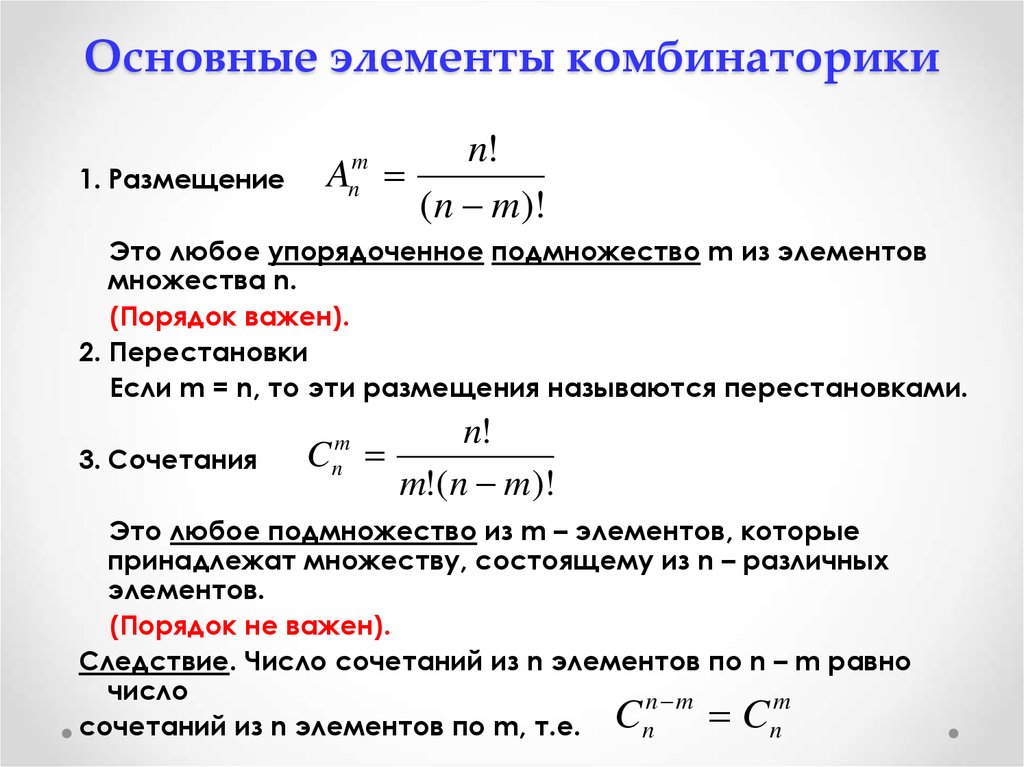 Основные элементы комбинаторики
1. Размещение A_n^m = n! / (n − m)!
Это любое упорядоченное подмножество m из элементов
множества n.
(Порядок важен).
2. Перестановки
Если m = n, то эти размещения называются перестановками.
3. Сочетания C_n^m = n! / m!(n − m)!
Это любое подмножество из m – элементов, которые
принадлежат множеству, состоящему из n – различных
элементов.
(Порядок не важен).
Следствие. Число сочетаний из n элементов по n – m равно
число
сочетаний из n элементов по m, т.е. C_n^{n−m} = C_n^m